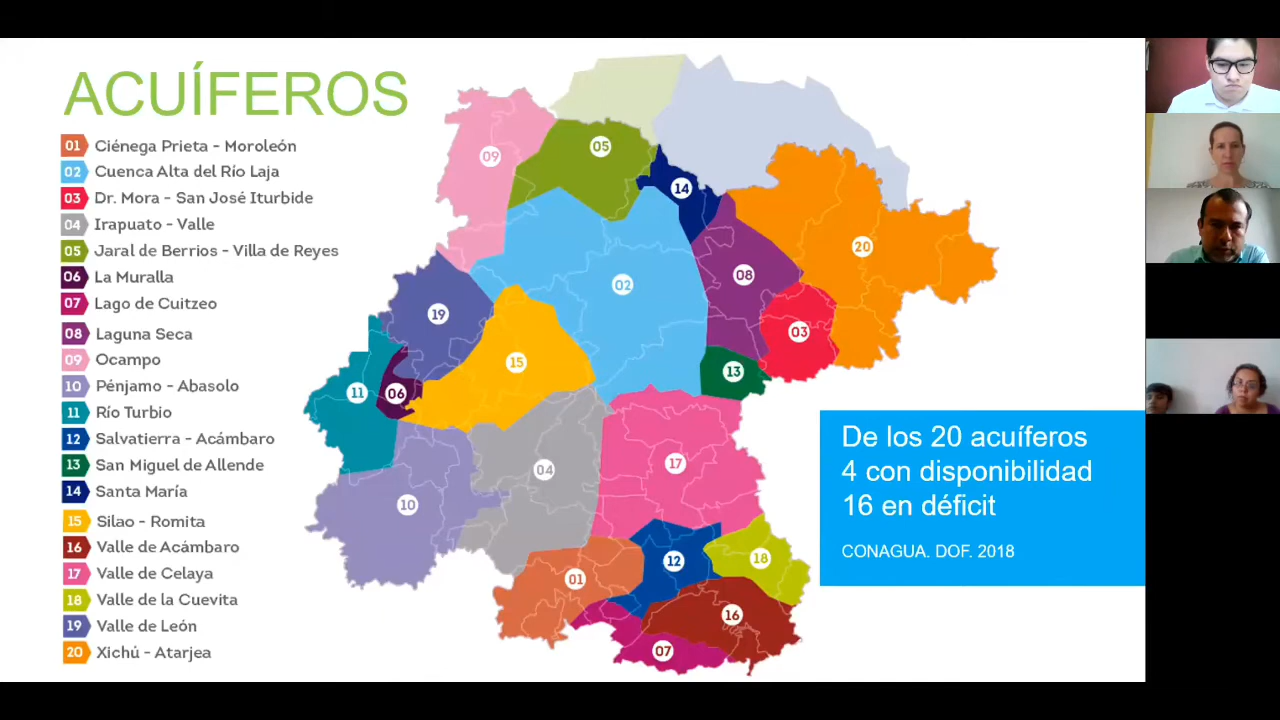 ACUÍFEROS
01 Ciénega Prieta - Moroleón
02 Cuenca Alta del Río Laja
03 Dr. Mora - San José Iturbide
04 Irapuato - Valle
05 Jaral de Berrios - Villa de Reyes
06 La Muralla
07 Lago de Cuitzeo
08 Laguna Seca
09 Ocampo
10 Pénjamo - Abasolo
11 Río Turbio
12 Salvatierra - Acámbaro
13 San Miguel de Allende
14 Santa María
15 Silao - Romita
16 Valle de Acámbaro
17 Valle de Celaya
18 Valle de la Cuevita
19 Valle de León
20 Xichú - Atarjea
05
09
14
20
02
08
19
03
15
13
11
06
17
04
10
18
12
01
16
07
De los 20 acuíferos
4 con disponibilidad
16 en déficit
CONAGUA. DOF. 2018